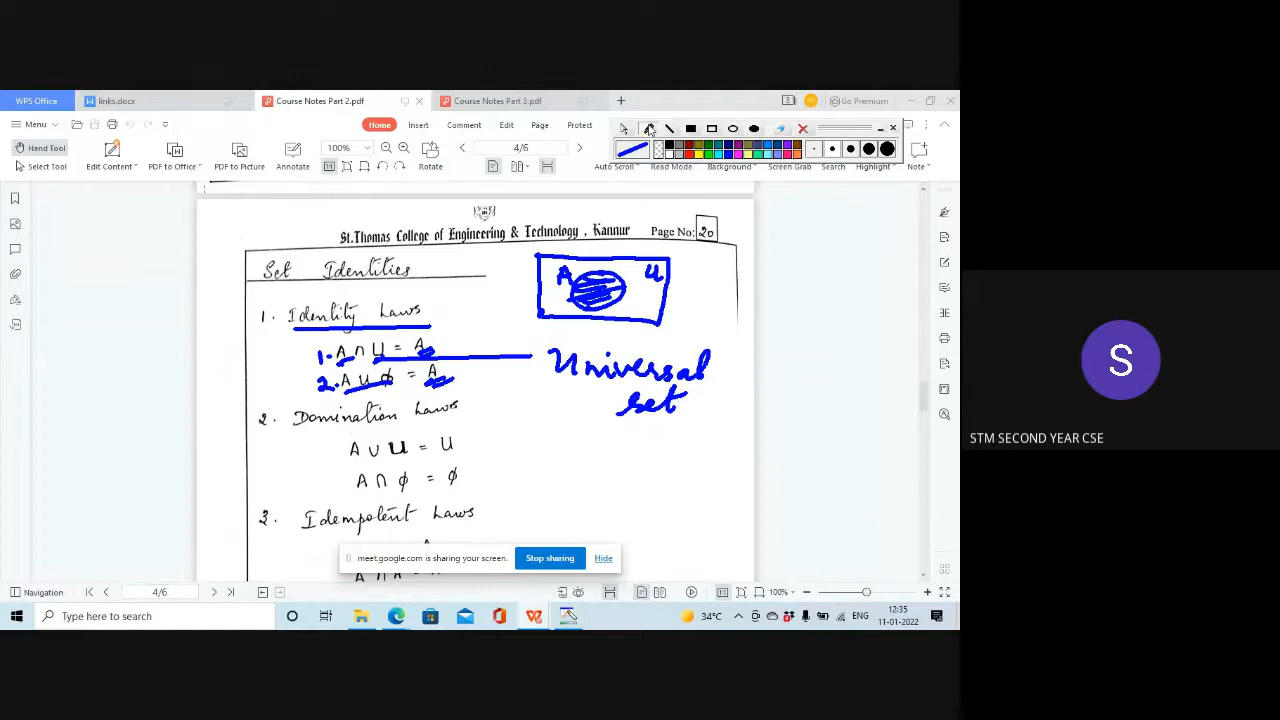 WPS Office
links.docx
Course Notes Part 2.pdf
Course Notes Part 3.pdf
Go Premium
Menu
Home
Insert
Comment
Edit
Page
Protect
Hand Tool
Select Tool
Edit Content
PDF to Office
PDF to Picture
Annotate
100%
Rotate
4/6
Auto Scroll
Read Mode
Background
Screen Grab
Search
Highlight
Note
St.Thomas College of Engineering & Technology , Kannur Page No: 20
Set Identities
A U
1. Identity Laws
1. A ∩ U = A
Universal
set
2. A ∪ ϕ = A
2. Domination Laws
A ∪ U = U
A ∩ ϕ = ϕ
3. Idempotent Laws
meet.google.com is sharing your screen.
Stop sharing
Hide
Navigation
4/6
100%
Type here to search
34°C
ENG
12:35
11-01-2022
S
STM SECOND YEAR CSE